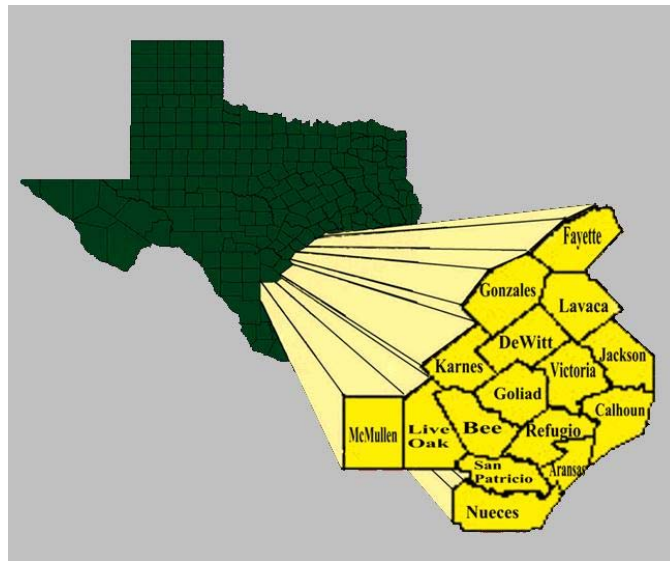 Fayette
Gonzales
Lavaca
DeWitt
Jackson
Karnes
Victoria
Goliad
Calhoun
McMullen
Live
Oak
Bee
Refugio
San
Patricio
Aransas
Nueces